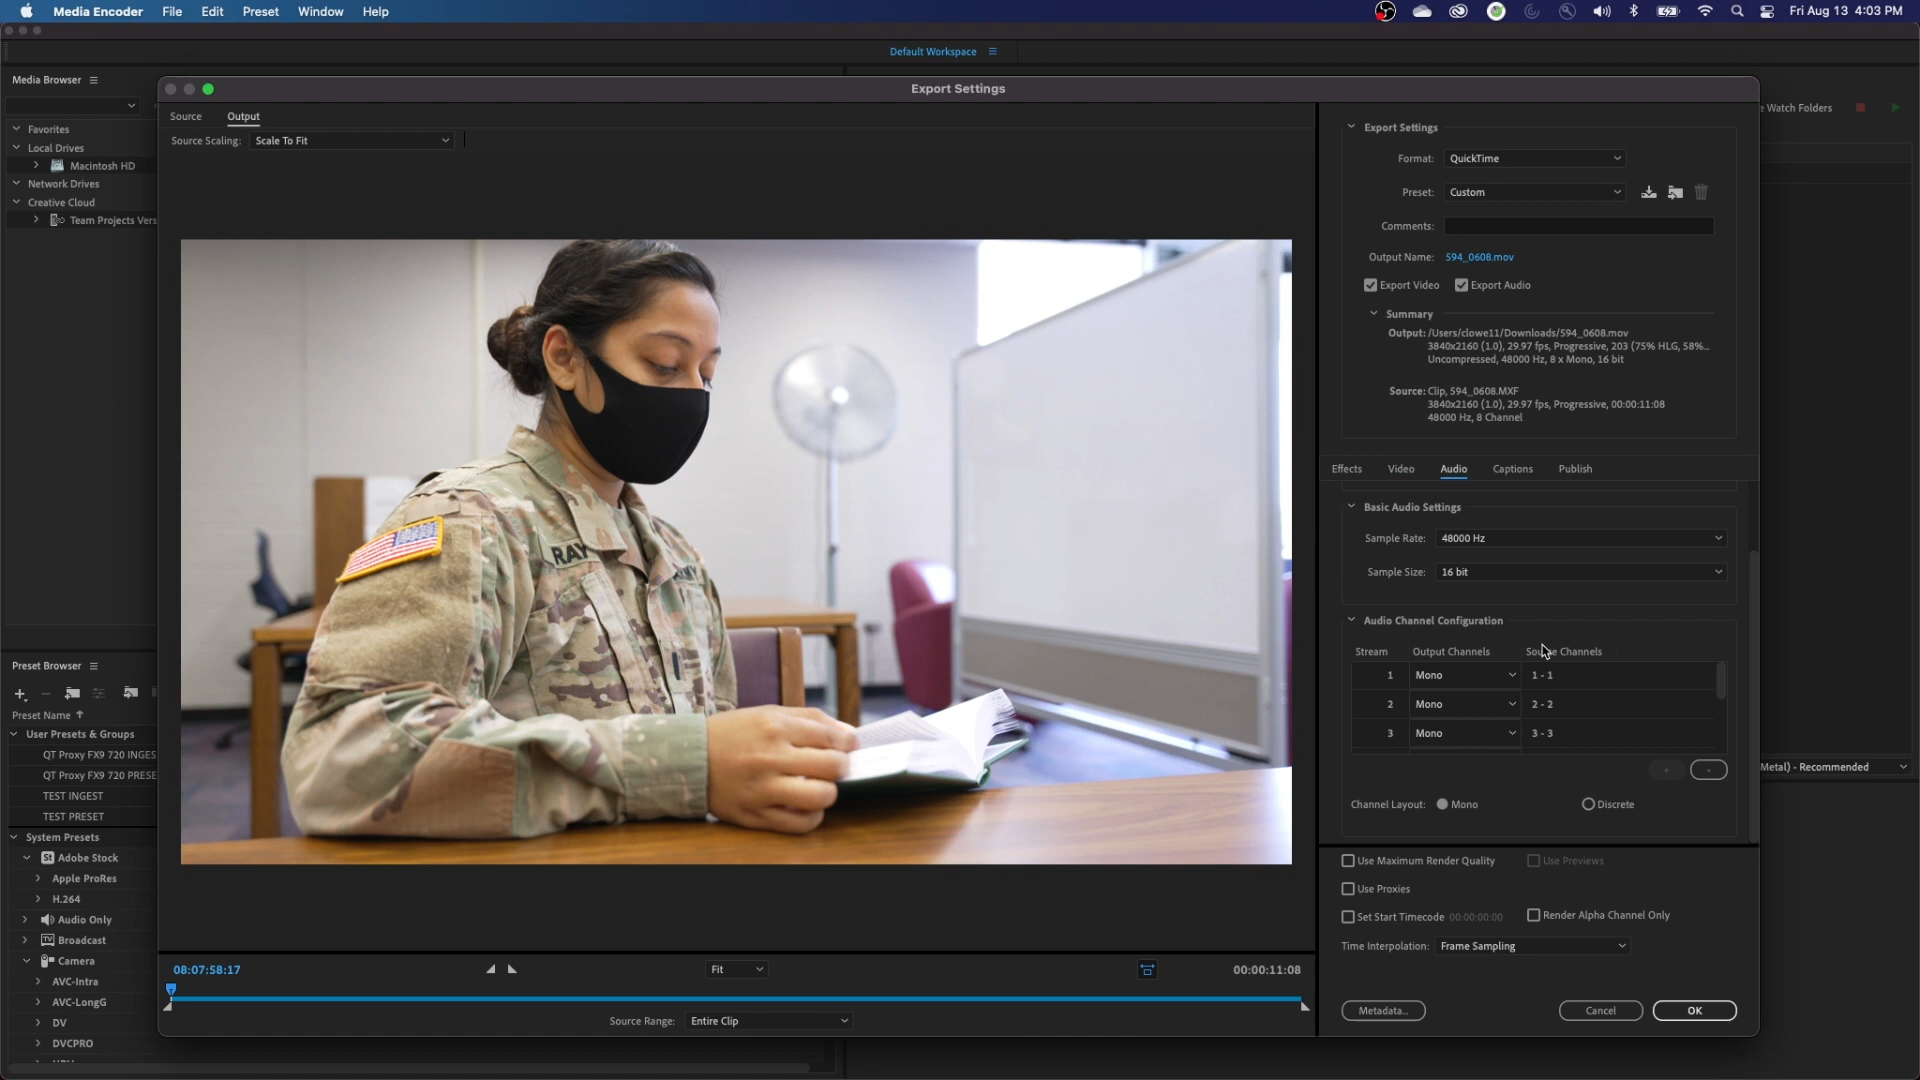 Media Encoder File Edit Preset Window Help
Fri Aug 13 4:03 PM
Default Workspace
Media Browser
Export Settings
Source Output
Source Scaling: Scale To Fit
Favorites
Local Drives
Macintosh HD
Network Drives
Creative Cloud
Team Projects Vers
Export Settings
Format: QuickTime
Preset: Custom
Comments:
Output Name: 594_0608.mov
Export Video Export Audio
Summary
Output: /Users/clowe11/Downloads/594_0608.mov
3840x2160 (1.0), 29.97 fps, Progressive, 203 (75% HLG, 58%...
Uncompressed, 48000 Hz, 8 x Mono, 16 bit
Source: Clip, 594_0608.MXF
3840x2160 (1.0), 29.97 fps, Progressive, 00:00:11:08
48000 Hz, 8 Channel
Watch Folders
Effects Video Audio Captions Publish
Basic Audio Settings
Sample Rate: 48000 Hz
Sample Size: 16 bit
Audio Channel Configuration
Stream Output Channels Source Channels
1 Mono 1 - 1
2 Mono 2 - 2
3 Mono 3 - 3
+ -
Channel Layout: Mono Discrete
Metal) - Recommended
RAY
Preset Browser
Preset Name
User Presets & Groups
QT Proxy FX9 720 INGES
QT Proxy FX9 720 PRESE
TEST INGEST
TEST PRESET
System Presets
St Adobe Stock
Apple ProRes
H.264
Audio Only
TV Broadcast
Camera
AVC-Intra
AVC-LongG
DV
DVCPRO
Use Maximum Render Quality Use Previews
Use Proxies
Set Start Timecode 00:00:00:00 Render Alpha Channel Only
Time Interpolation: Frame Sampling
08:07:58:17 Fit 00:00:11:08
Source Range: Entire Clip
Metadata... Cancel OK